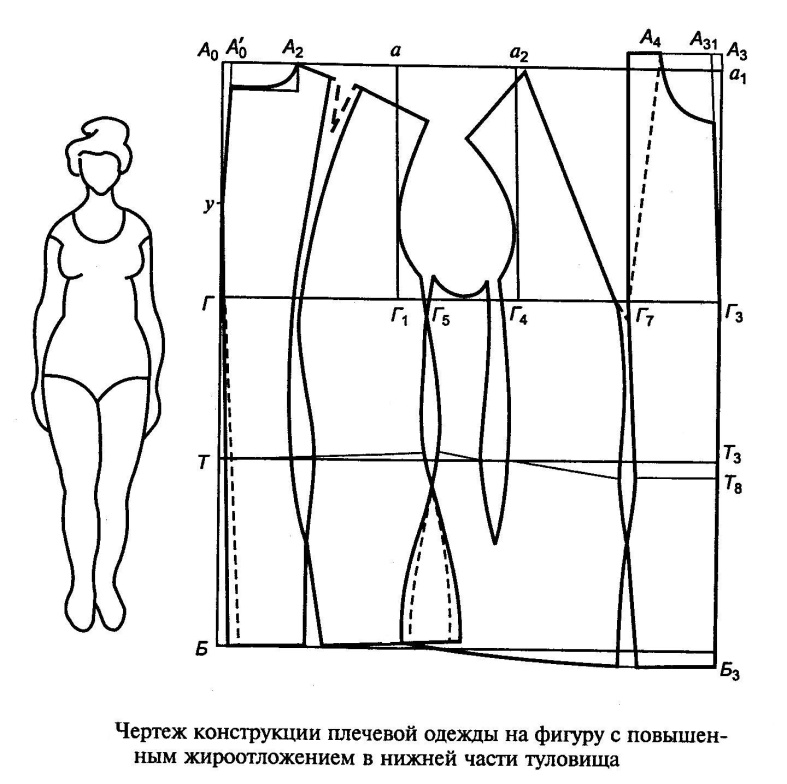 A₀ A₀′ A₂ a a₂ A₄ A₃₁ A₃
a₁
у
Г Г₁ Г₅ Г₄ Г₇ Г₃
Т Т₃
Т₈
Б Б₃
Чертеж конструкции плечевой одежды на фигуру с повышен-
ным жироотложением в нижней части туловища